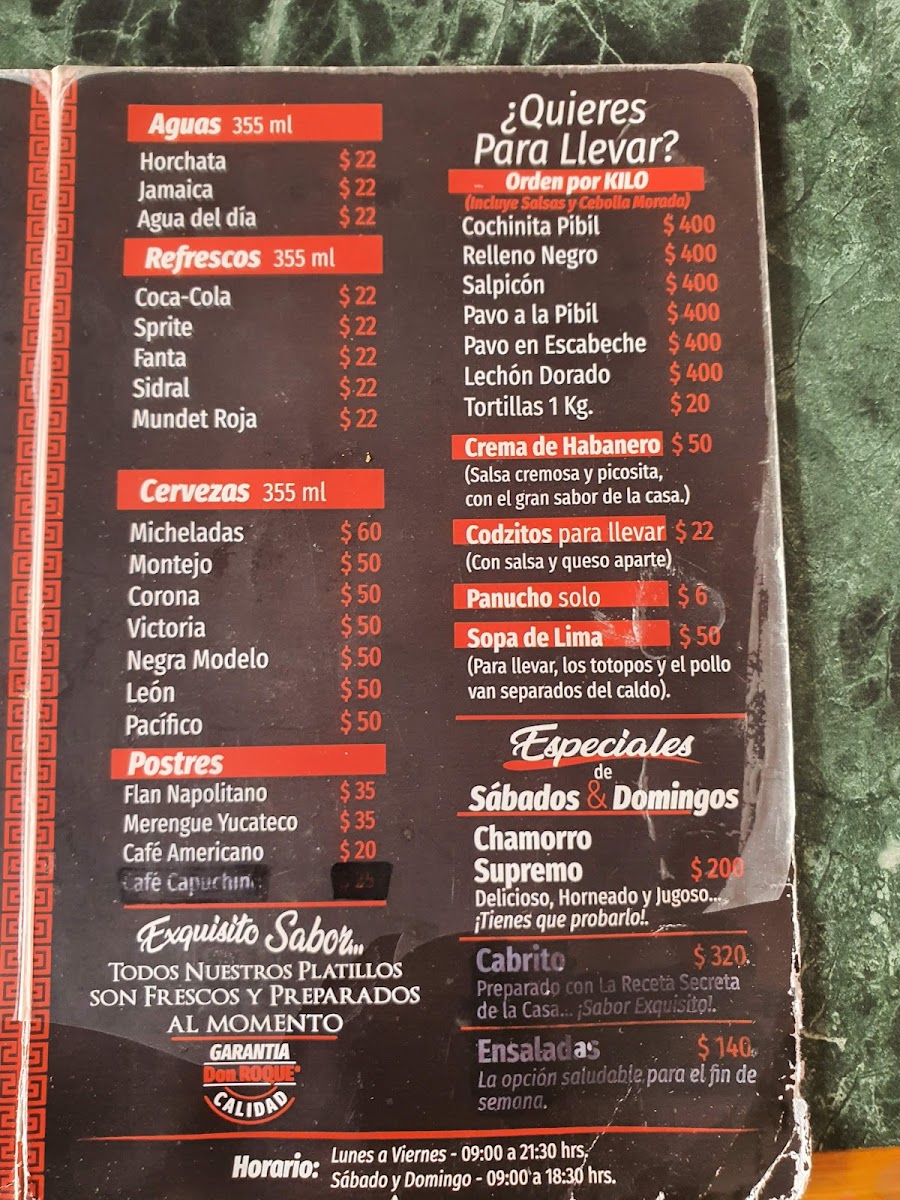 Aguas 355 ml
Horchata $ 22
Jamaica $ 22
Agua del día $ 22
Refrescos 355 ml
Coca-Cola $ 22
Sprite $ 22
Fanta $ 22
Sidral $ 22
Mundet Roja $ 22
Cervezas 355 ml
Micheladas $ 60
Montejo $ 50
Corona $ 50
Victoria $ 50
Negra Modelo $ 50
León $ 50
Pacífico $ 50
Postres
Flan Napolitano $ 35
Merengue Yucateco $ 35
Café Americano $ 20
Café Capuchino
Exquisito Sabor...
TODOS NUESTROS PLATILLOS
SON FRESCOS Y PREPARADOS
AL MOMENTO
GARANTIA
Don ROQUE
CALIDAD
¿Quieres
Para Llevar?
Orden por KILO
(Incluye Salsas y Cebolla Morada)
Cochinita Pibil $ 400
Relleno Negro $ 400
Salpicón $ 400
Pavo a la Pibil $ 400
Pavo en Escabeche $ 400
Lechón Dorado $ 400
Tortillas 1 Kg. $ 20
Crema de Habanero $ 50
(Salsa cremosa y picosita,
con el gran sabor de la casa.)
Codzitos para llevar $ 22
(Con salsa y queso aparte)
Panucho solo $ 6
Sopa de Lima $ 50
(Para llevar, los totopos y el pollo
van separados del caldo).
Especiales
de
Sábados & Domingos
Chamorro
Supremo $ 200
Delicioso, Horneado y Jugoso...
¡Tienes que probarlo!.
Cabrito $ 320
Preparado con La Receta Secreta
de la Casa... ¡Sabor Exquisito!.
Ensaladas $ 140
La opción saludable para el fin de
semana.
Horario: Lunes a Viernes - 09:00 a 21:30 hrs.
Sábado y Domingo - 09:00 a 18:30 hrs.